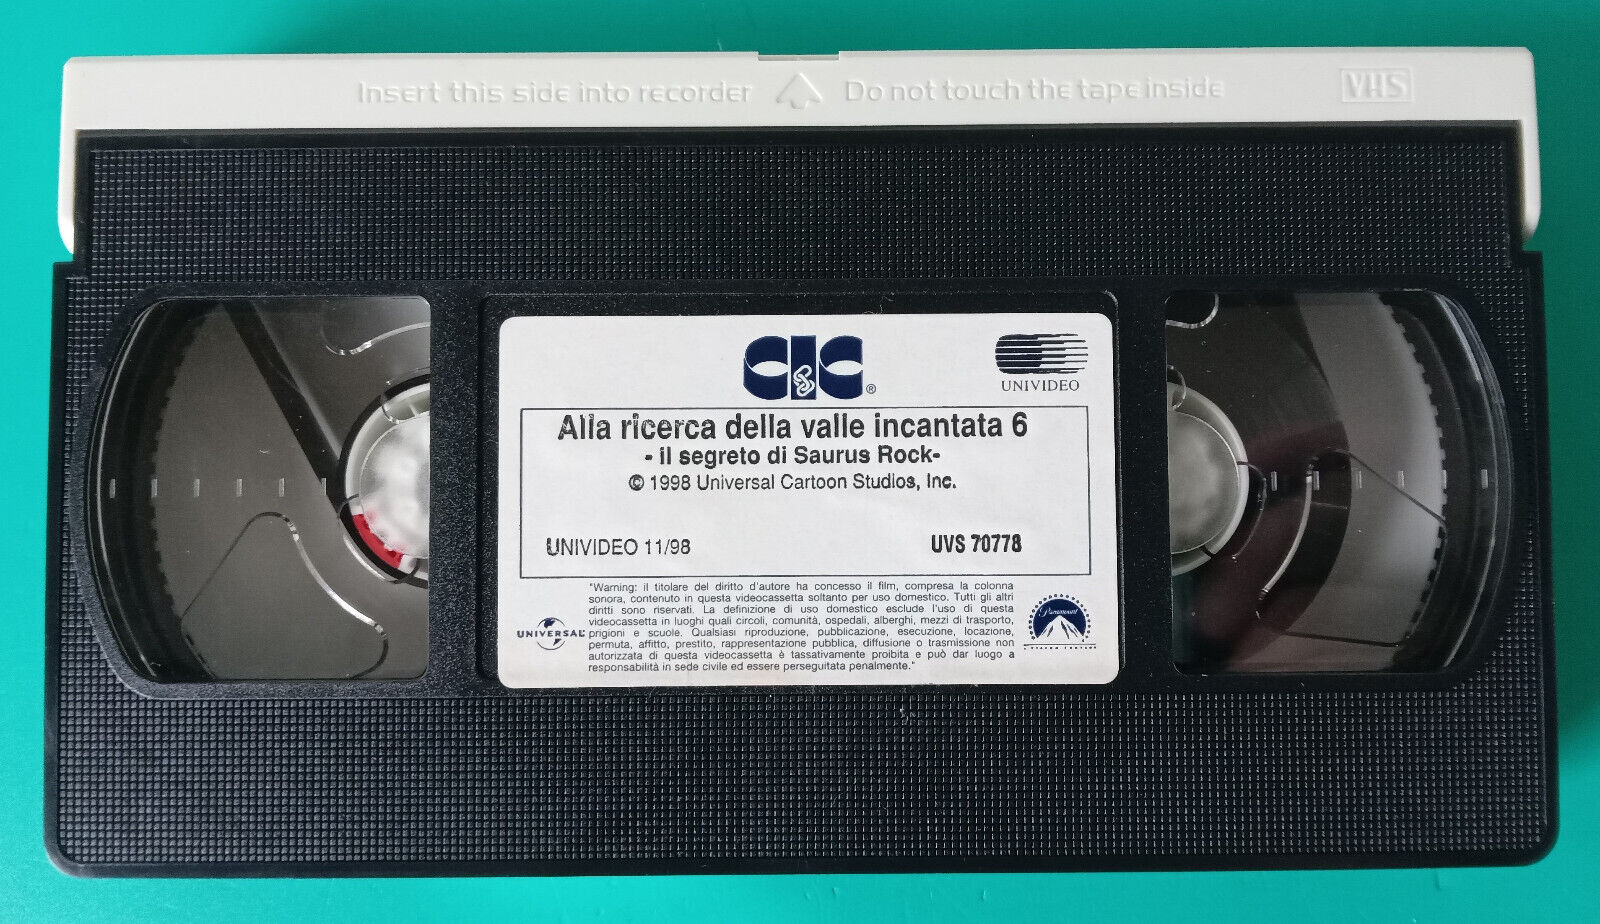 Insert this side into recorder Do not touch the tape inside VHS
CIC ®
UNIVIDEO
Alla ricerca della valle incantata 6
- il segreto di Saurus Rock-
© 1998 Universal Cartoon Studios, Inc.
UNIVIDEO 11/98 UVS 70778
"Warning: il titolare del diritto d'autore ha concesso il film, compresa la colonna
sonora, contenuto in questa videocassetta soltanto per uso domestico. Tutti gli altri
diritti sono riservati. La definizione di uso domestico esclude l'uso di questa
videocassetta in luoghi quali circoli, comunità, ospedali, alberghi, mezzi di trasporto,
prigioni e scuole. Qualsiasi riproduzione, pubblicazione, esecuzione, locazione,
permuta, affitto, prestito, rappresentazione pubblica, diffusione o trasmissione non
autorizzata di questa videocassetta è tassativamente proibita e può dar luogo a
responsabilità in sede civile ed essere perseguitata penalmente."
UNIVERSAL
Paramount